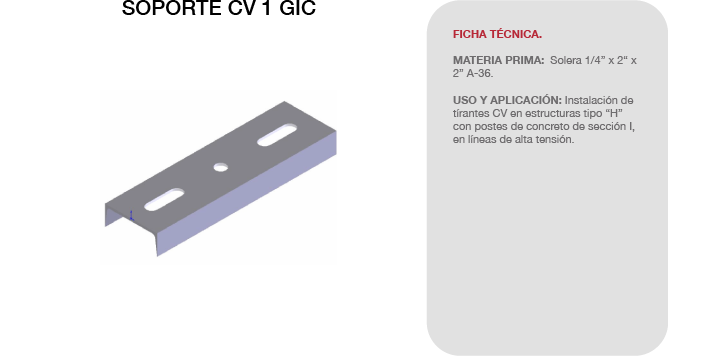 SOPORTE CV 1 GIC
FICHA TÉCNICA.
MATERIA PRIMA:  Solera 1/4” x 2“ x
2” A-36.
USO Y APLICACIÓN: Instalación de
tírantes CV en estructuras tipo “H”
con postes de concreto de sección I,
en líneas de alta tensión.